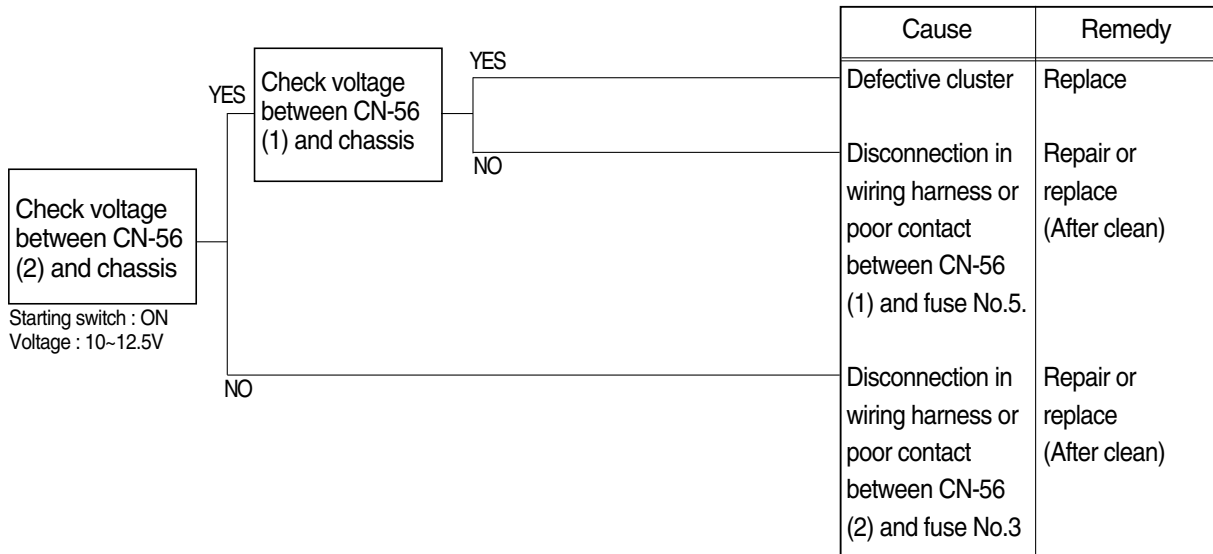 Cause
Remedy
YES
Check voltage
between CN-56
(1) and chassis
YES
Defective cluster
Replace
NO
Disconnection in
wiring harness or
poor contact
between CN-56
(1) and fuse No.5.
Repair or
replace
(After clean)
Check voltage
between CN-56
(2) and chassis
Starting switch : ON
Voltage : 10~12.5V
NO
Disconnection in
wiring harness or
poor contact
between CN-56
(2) and fuse No.3
Repair or
replace
(After clean)